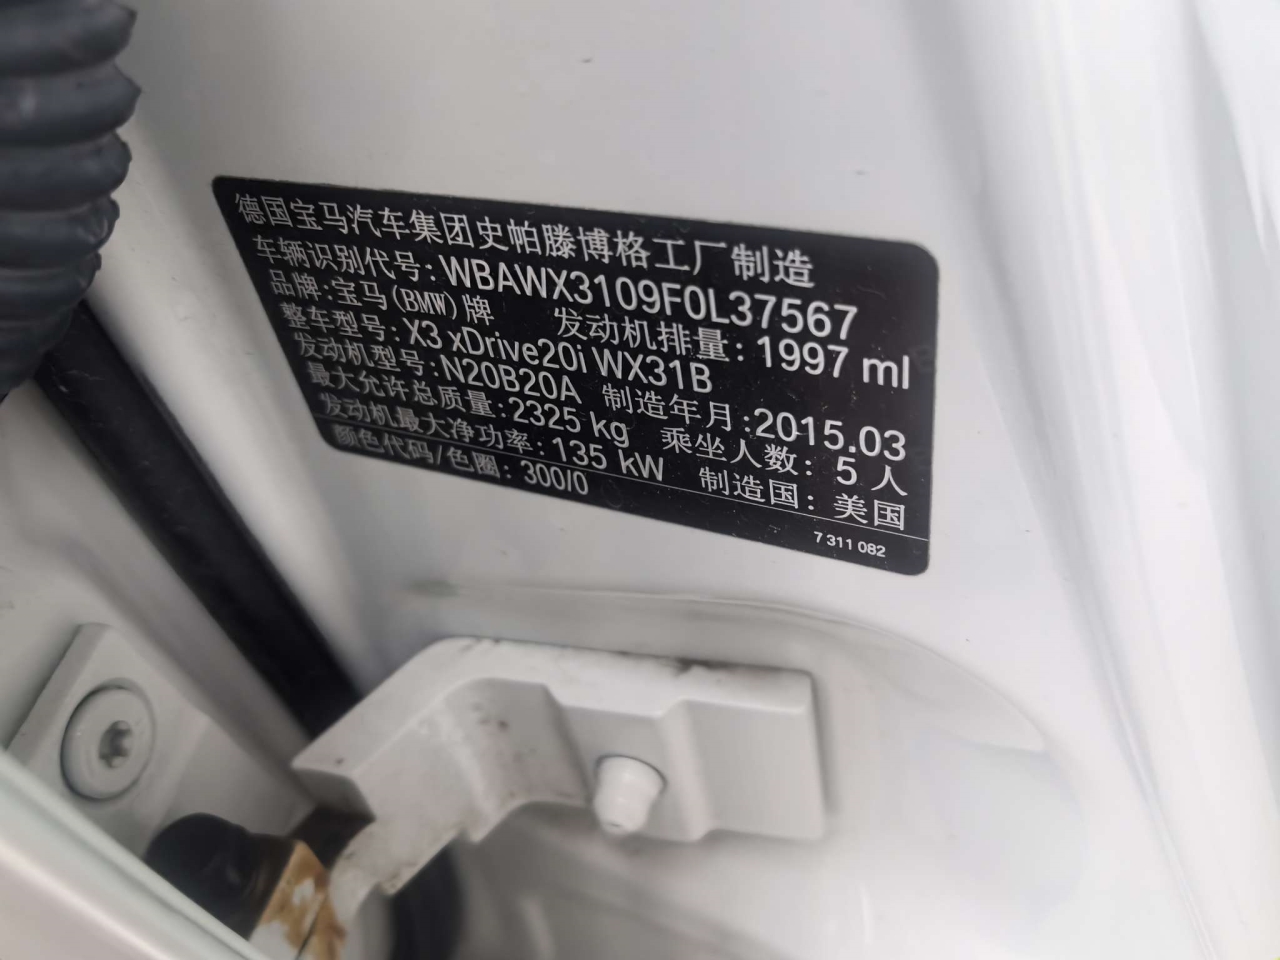 德国宝马汽车集团史帕滕博格工厂制造
车辆识别代号: WBAWX3109F0L37567
品牌: 宝马(BMW)牌 发动机排量: 1997 ml
整车型号: X3 xDrive20i WX31B
发动机型号: N20B20A 制造年月: 2015.03
最大允许总质量: 2325 kg 乘坐人数: 5 人
发动机最大净功率: 135 kW 制造国: 美国
颜色代码/色圈: 300/0
7 311 082